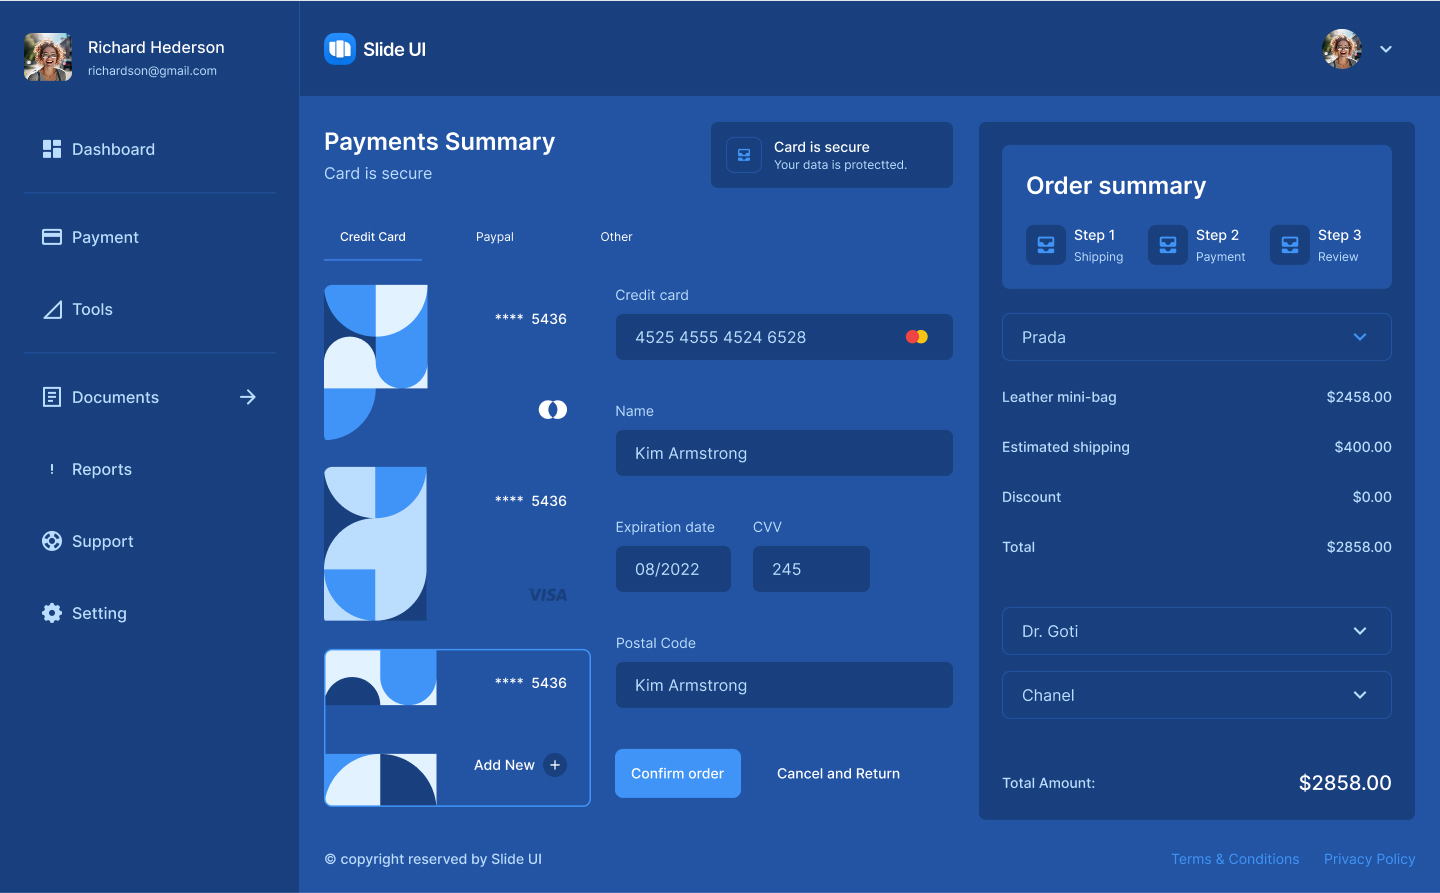 Richard Hederson
richardson@gmail.com
Dashboard
Payment
Tools
Documents
Reports
Support
Setting
Slide UI
Payments Summary
Card is secure
Card is secure
Your data is protectted.
Credit Card
Paypal
Other
**** 5436
**** 5436
VISA
**** 5436
Add New
Credit card
4525 4555 4524 6528
Name
Kim Armstrong
Expiration date
CVV
08/2022
245
Postal Code
Kim Armstrong
Confirm order
Cancel and Return
Order summary
Step 1
Shipping
Step 2
Payment
Step 3
Review
Prada
Leather mini-bag $2458.00
Estimated shipping $400.00
Discount $0.00
Total $2858.00
Dr. Goti
Chanel
Total Amount: $2858.00
© copyright reserved by Slide UI
Terms & Conditions
Privacy Policy